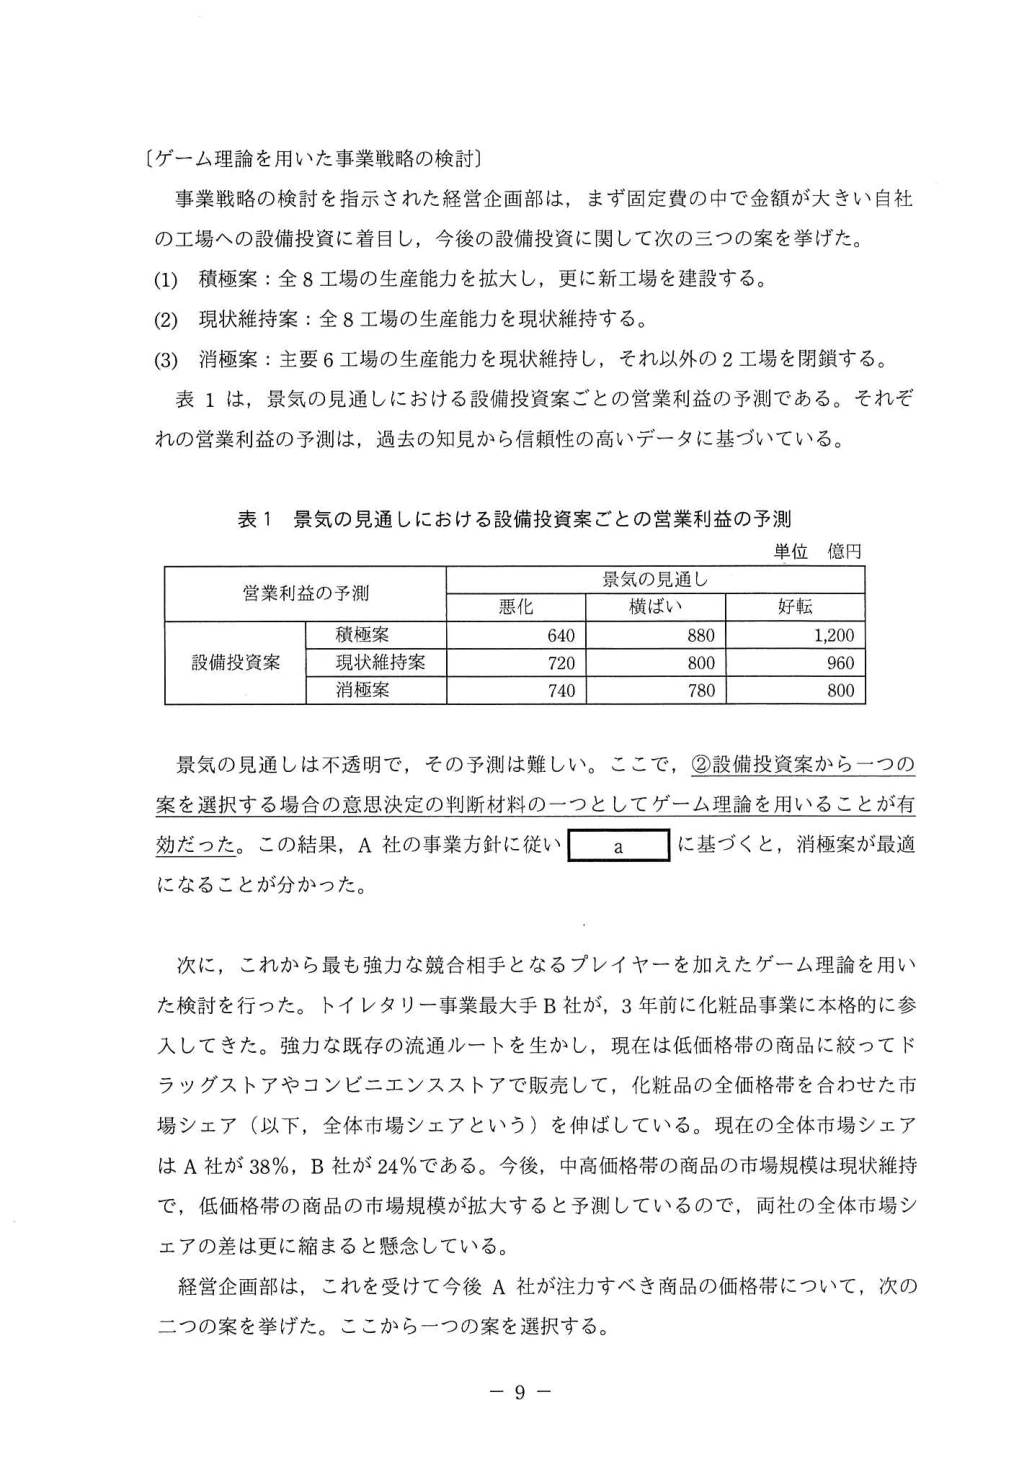 〔ゲーム理論を用いた事業戦略の検討〕
事業戦略の検討を指示された経営企画部は，まず固定費の中で金額が大きい自社
の工場への設備投資に着目し，今後の設備投資に関して次の三つの案を挙げた。
(1) 積極案：全 8 工場の生産能力を拡大し，更に新工場を建設する。
(2) 現状維持案：全 8 工場の生産能力を現状維持する。
(3) 消極案：主要 6 工場の生産能力を現状維持し，それ以外の 2 工場を閉鎖する。
表 1 は，景気の見通しにおける設備投資案ごとの営業利益の予測である。それぞ
れの営業利益の予測は，過去の知見から信頼性の高いデータに基づいている。
表 1 景気の見通しにおける設備投資案ごとの営業利益の予測
単位 億円
営業利益の予測 景気の見通し
悪化 横ばい 好転
設備投資案 積極案 640 880 1,200
現状維持案 720 800 960
消極案 740 780 800
景気の見通しは不透明で，その予測は難しい。ここで，②設備投資案から一つの
案を選択する場合の意思決定の判断材料の一つとしてゲーム理論を用いることが有
効だった。この結果，A 社の事業方針に従い a に基づくと，消極案が最適
になることが分かった。
次に，これから最も強力な競合相手となるプレイヤーを加えたゲーム理論を用い
た検討を行った。トイレタリー事業最大手 B 社が，3 年前に化粧品事業に本格的に参
入してきた。強力な既存の流通ルートを生かし，現在は低価格帯の商品に絞ってド
ラッグストアやコンビニエンスストアで販売して，化粧品の全価格帯を合わせた市
場シェア（以下，全体市場シェアという）を伸ばしている。現在の全体市場シェア
は A 社が 38%，B 社が 24%である。今後，中高価格帯の商品の市場規模は現状維持
で，低価格帯の商品の市場規模が拡大すると予測しているので，両社の全体市場シ
ェアの差は更に縮まると懸念している。
経営企画部は，これを受けて今後 A 社が注力すべき商品の価格帯について，次の
二つの案を挙げた。ここから一つの案を選択する。
－ 9 －